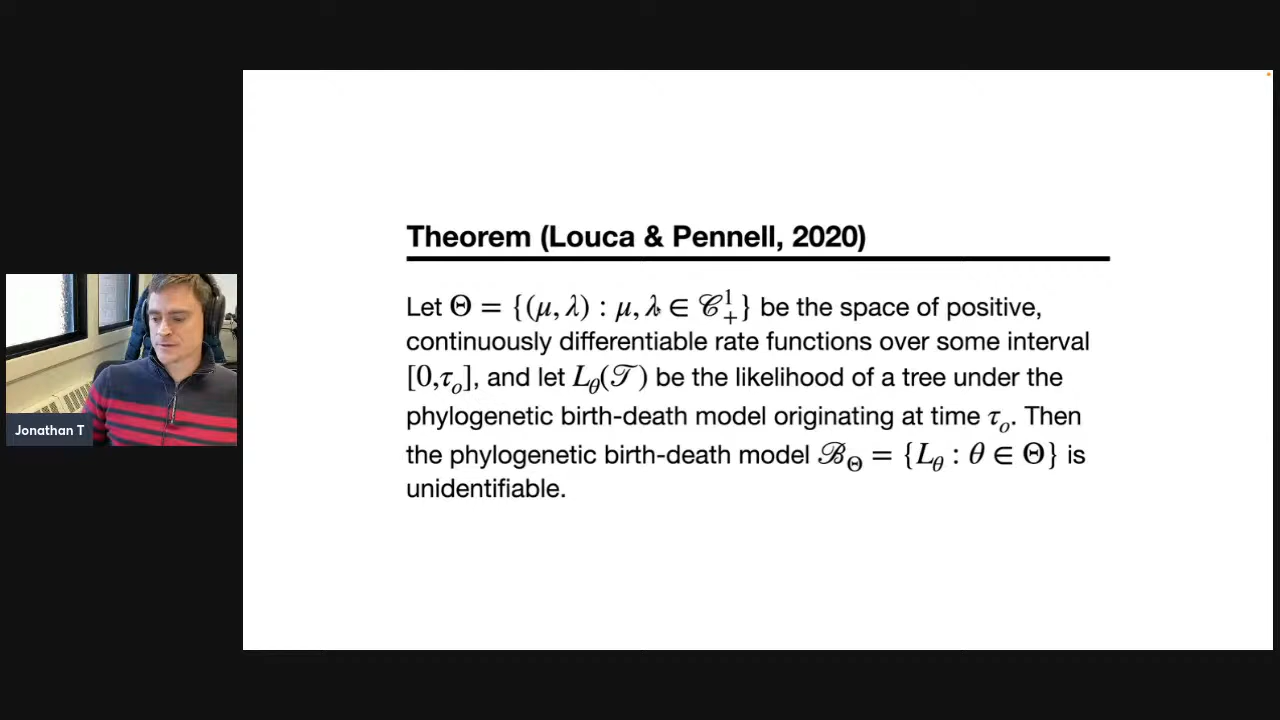 Theorem (Louca & Pennell, 2020)
Let Θ = {(μ, λ) : μ, λ ∈ 𝒞¹₊} be the space of positive,
continuously differentiable rate functions over some interval
[0,τₒ], and let L_θ(𝒯) be the likelihood of a tree under the
phylogenetic birth-death model originating at time τₒ. Then
the phylogenetic birth-death model ℬ_Θ = {L_θ : θ ∈ Θ} is
unidentifiable.
Jonathan T